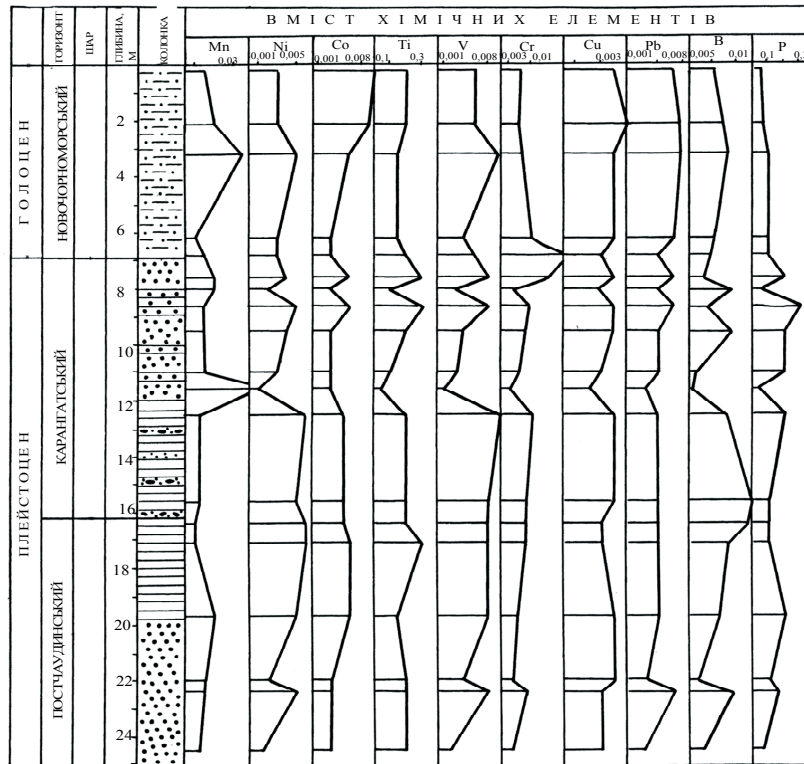 ВМІСТ ХІМІЧНИХ ЕЛЕМЕНТІВ
ГОРИЗОНТ
ШАР
ГЛИБИНА, М
КОЛОНКА
Mn Ni Co Ti V Cr Cu Pb B P
0,03 0,001 0,005 0,001 0,008 0,1 0,3 0,001 0,008 0,003 0,01 0,003 0,001 0,008 0,005 0,01 0,1
ГОЛОЦЕН
НОВОЧОРНОМОРСЬКИЙ
2
4
6
ПЛЕЙСТОЦЕН
КАРАНГАТСЬКИЙ
8
10
12
14
16
ПОСТЧАУДИНСЬКИЙ
18
20
22
24